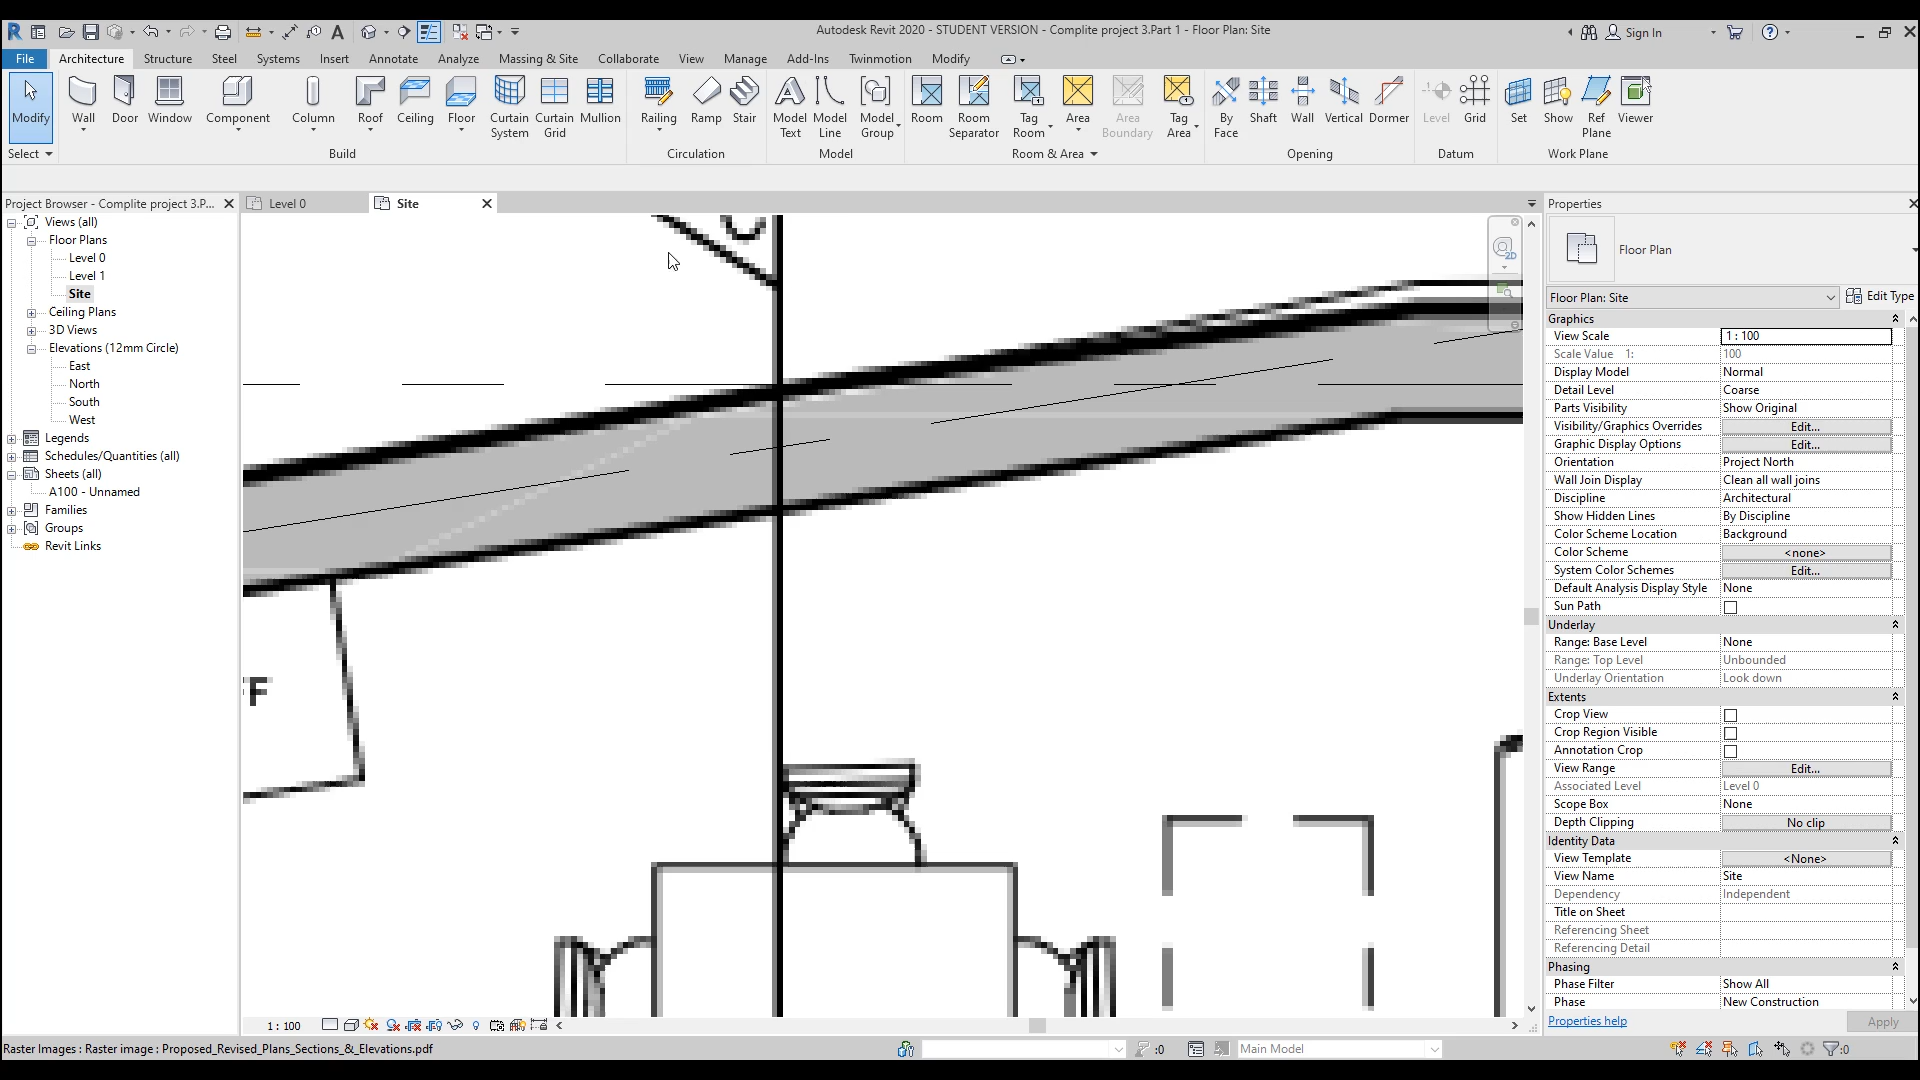 Autodesk Revit 2020 - STUDENT VERSION - Complite project 3.Part 1 - Floor Plan: Site
Sign In
File Architecture Structure Steel Systems Insert Annotate Analyze Massing & Site Collaborate View Manage Add-Ins Twinmotion Modify
Modify Wall Door Window Component Column Roof Ceiling Floor Curtain System Curtain Grid Mullion Railing Ramp Stair Model Text Model Line Model Group Room Room Separator Tag Room Area Area Boundary Tag Area By Face Shaft Wall Vertical Dormer Level Grid Set Show Ref Plane Viewer
Select Build Circulation Model Room & Area Opening Datum Work Plane
Project Browser - Complite project 3.P...
Views (all)
Floor Plans
Level 0
Level 1
Site
Ceiling Plans
3D Views
Elevations (12mm Circle)
East
North
South
West
Legends
Schedules/Quantities (all)
Sheets (all)
A100 - Unnamed
Families
Groups
Revit Links
Level 0
Site
2D
F
Properties
Floor Plan
Floor Plan: Site Edit Type
Graphics
View Scale 1 : 100
Scale Value 1: 100
Display Model Normal
Detail Level Coarse
Parts Visibility Show Original
Visibility/Graphics Overrides Edit...
Graphic Display Options Edit...
Orientation Project North
Wall Join Display Clean all wall joins
Discipline Architectural
Show Hidden Lines By Discipline
Color Scheme Location Background
Color Scheme <none>
System Color Schemes Edit...
Default Analysis Display Style None
Sun Path
Underlay
Range: Base Level None
Range: Top Level Unbounded
Underlay Orientation Look down
Extents
Crop View
Crop Region Visible
Annotation Crop
View Range Edit...
Associated Level Level 0
Scope Box None
Depth Clipping No clip
Identity Data
View Template <None>
View Name Site
Dependency Independent
Title on Sheet
Referencing Sheet
Referencing Detail
Phasing
Phase Filter Show All
Phase New Construction
Properties help Apply
1 : 100
Raster Images : Raster image : Proposed_Revised_Plans_Sections_&_Elevations.pdf
:0
Main Model
:0